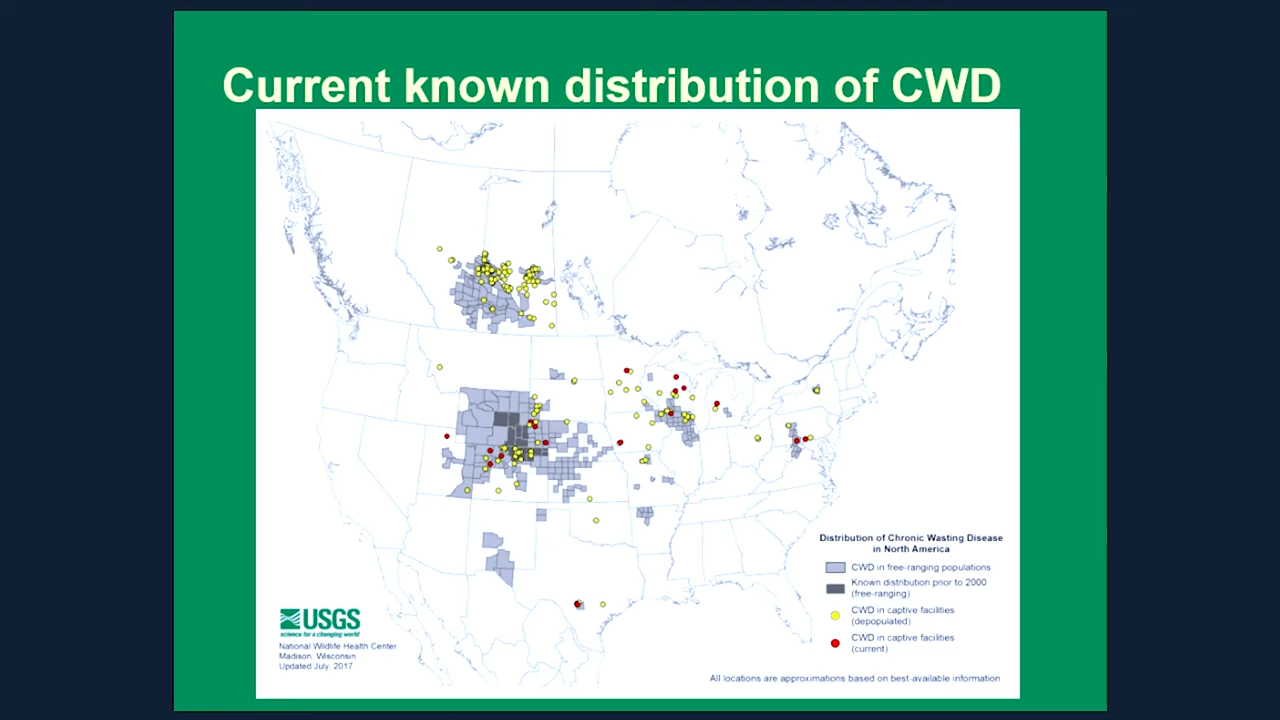 Current known distribution of CWD
Distribution of Chronic Wasting Disease
in North America
CWD in free-ranging populations
Known distribution prior to 2000
(free-ranging)
CWD in captive facilities
(depopulated)
CWD in captive facilities
(current)
USGS
science for a changing world
National Wildlife Health Center
Madison, Wisconsin
Updated July, 2017
All locations are approximations based on best-available information